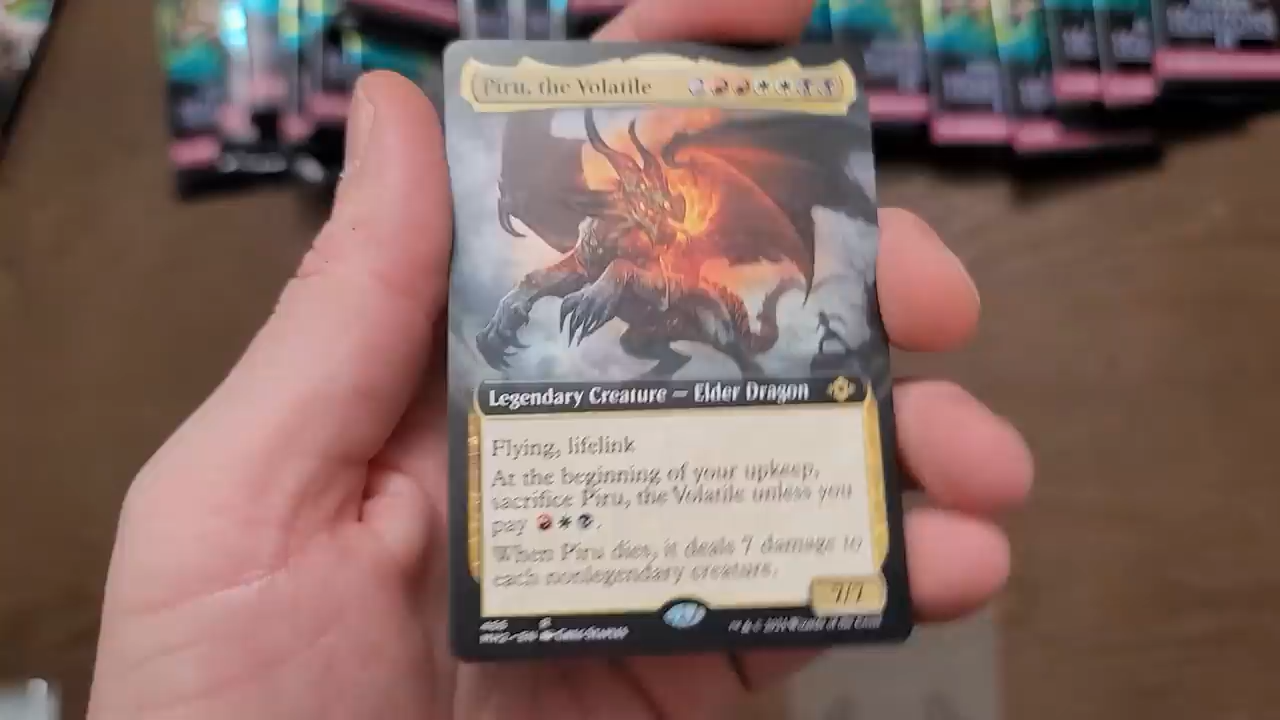 Piru, the Volatile
Legendary Creature — Elder Dragon
Flying, lifelink
At the beginning of your upkeep,
sacrifice Piru, the Volatile unless you
pay
When Piru dies, it deals 7 damage to
each nonlegendary creature.
7/7